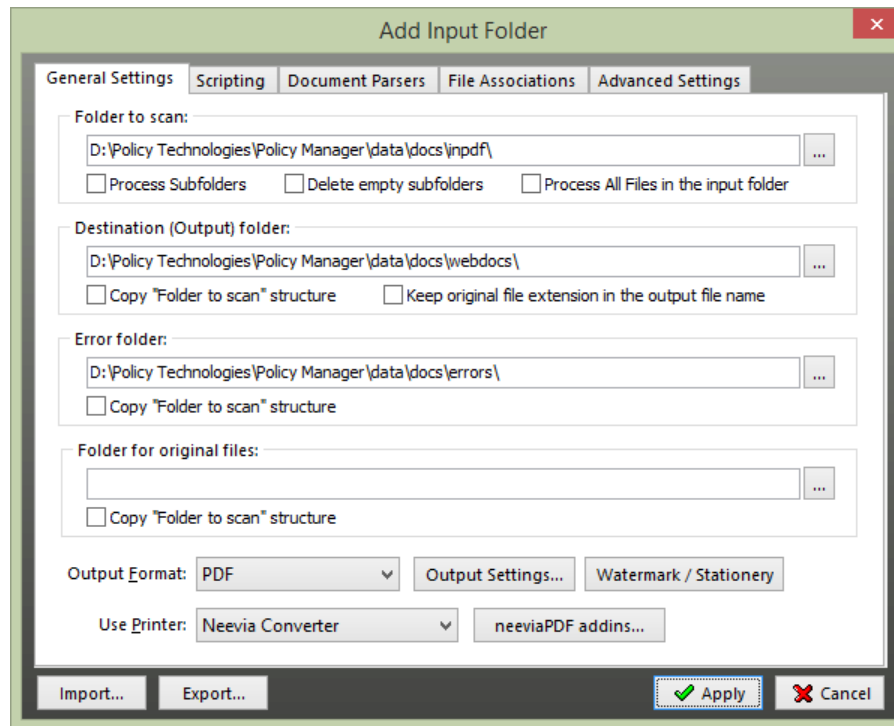 Add Input Folder
General Settings Scripting Document Parsers File Associations Advanced Settings
Folder to scan:
D:\Policy Technologies\Policy Manager\data\docs\inpdf\ ...
Process Subfolders Delete empty subfolders Process All Files in the input folder
Destination (Output) folder:
D:\Policy Technologies\Policy Manager\data\docs\webdocs\ ...
Copy "Folder to scan" structure Keep original file extension in the output file name
Error folder:
D:\Policy Technologies\Policy Manager\data\docs\errors\ ...
Copy "Folder to scan" structure
Folder for original files:
...
Copy "Folder to scan" structure
Output Format: PDF Output Settings... Watermark / Stationery
Use Printer: Neevia Converter neeviaPDF addins...
Import... Export... Apply Cancel